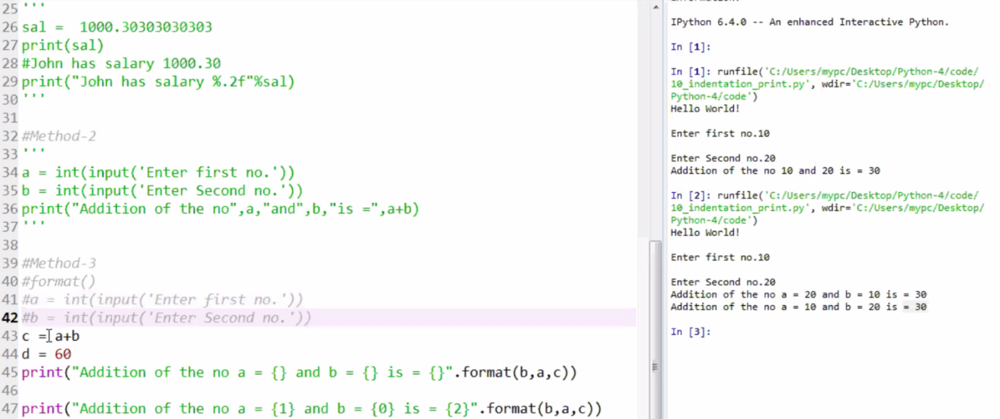 25 '''
26 sal =  1000.30303030303
27 print(sal)
28 #John has salary 1000.30
29 print("John has salary %.2f"%sal)
30 '''
31
32 #Method-2
33 '''
34 a = int(input('Enter first no.'))
35 b = int(input('Enter Second no.'))
36 print("Addition of the no",a,"and",b,"is =",a+b)
37 '''
38
39 #Method-3
40 #format()
41 #a = int(input('Enter first no.'))
42 #b = int(input('Enter Second no.'))
43 c = a+b
44 d = 60
45 print("Addition of the no a = {} and b = {} is = {}".format(b,a,c))
46
47 print("Addition of the no a = {1} and b = {0} is = {2}".format(b,a,c))
IPython 6.4.0 -- An enhanced Interactive Python.
In [1]:
In [1]: runfile('C:/Users/mypc/Desktop/Python-4/code/
10_indentation_print.py', wdir='C:/Users/mypc/Desktop/
Python-4/code')
Hello World!
Enter first no.10
Enter Second no.20
Addition of the no 10 and 20 is = 30
In [2]: runfile('C:/Users/mypc/Desktop/Python-4/code/
10_indentation_print.py', wdir='C:/Users/mypc/Desktop/
Python-4/code')
Hello World!
Enter first no.10
Enter Second no.20
Addition of the no a = 20 and b = 10 is = 30
Addition of the no a = 10 and b = 20 is = 30
In [3]: